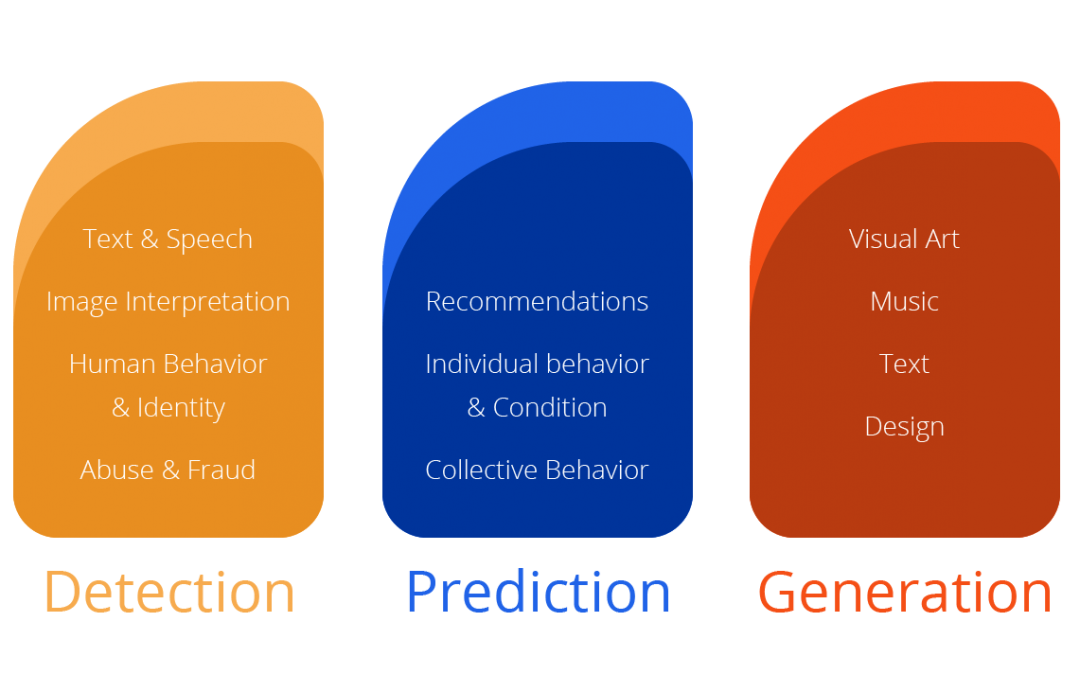 Text & Speech
Image Interpretation
Human Behavior
& Identity
Abuse & Fraud
Detection
Recommendations
Individual behavior
& Condition
Collective Behavior
Prediction
Visual Art
Music
Text
Design
Generation